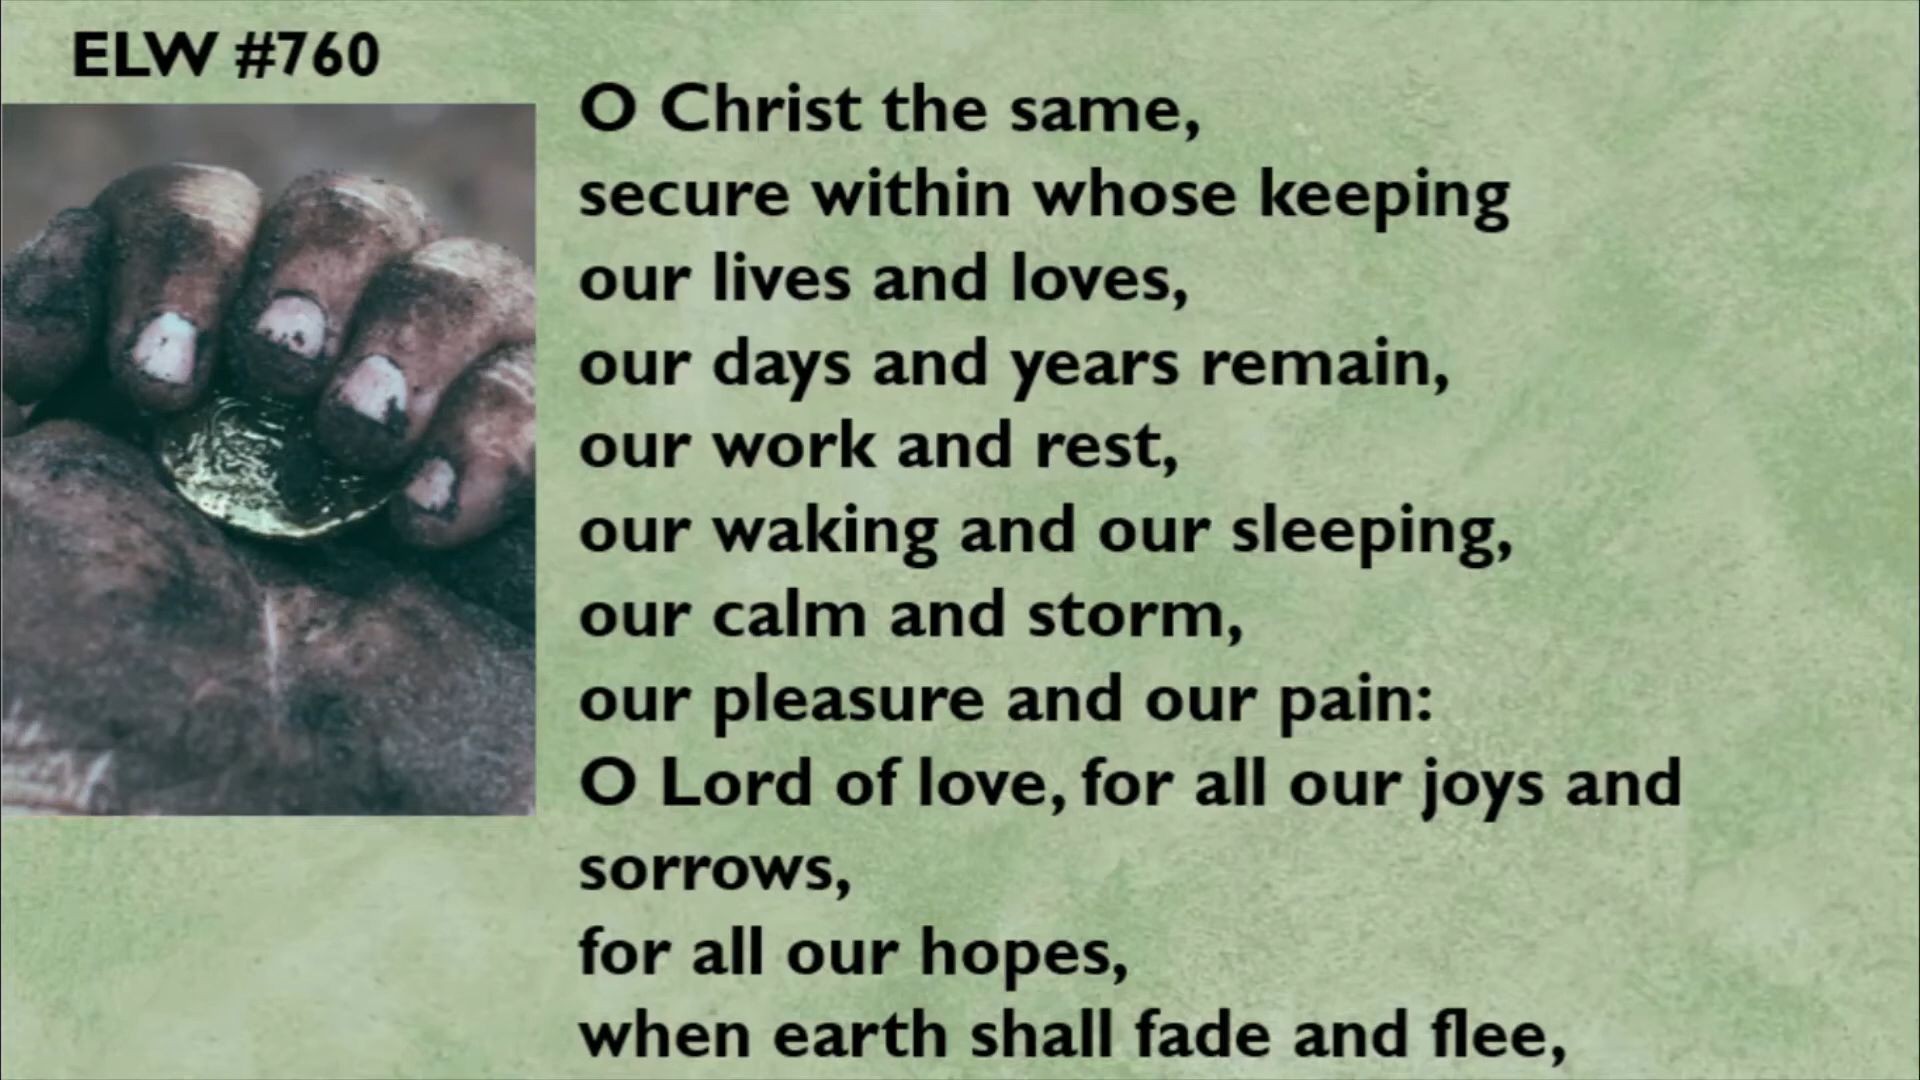 ELW #760
O Christ the same,
secure within whose keeping
our lives and loves,
our days and years remain,
our work and rest,
our waking and our sleeping,
our calm and storm,
our pleasure and our pain:
O Lord of love, for all our joys and
sorrows,
for all our hopes,
when earth shall fade and flee,